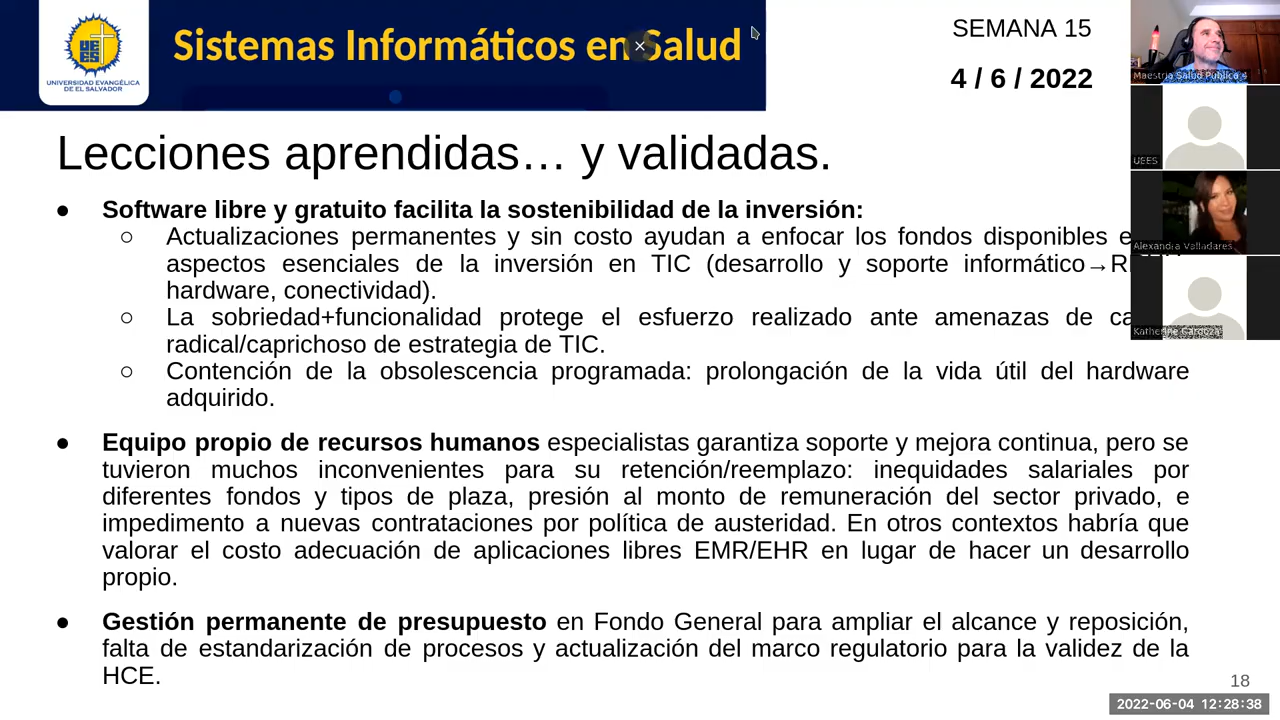 Sistemas Informáticos en Salud
UNIVERSIDAD EVANGÉLICA
DE EL SALVADOR
SEMANA 15
4 / 6 / 2022
Maestría Salud Pública 4
UEES
Alexandra Valladares
Katherine Cardoza
Lecciones aprendidas… y validadas.
● Software libre y gratuito facilita la sostenibilidad de la inversión:
○ Actualizaciones permanentes y sin costo ayudan a enfocar los fondos disponibles
aspectos esenciales de la inversión en TIC (desarrollo y soporte informático→
hardware, conectividad).
○ La sobriedad+funcionalidad protege el esfuerzo realizado ante amenazas de
radical/caprichoso de estrategia de TIC.
○ Contención de la obsolescencia programada: prolongación de la vida útil del hardware
adquirido.
● Equipo propio de recursos humanos especialistas garantiza soporte y mejora continua, pero se
tuvieron muchos inconvenientes para su retención/reemplazo: inequidades salariales por
diferentes fondos y tipos de plaza, presión al monto de remuneración del sector privado, e
impedimento a nuevas contrataciones por política de austeridad. En otros contextos habría que
valorar el costo adecuación de aplicaciones libres EMR/EHR en lugar de hacer un desarrollo
propio.
● Gestión permanente de presupuesto en Fondo General para ampliar el alcance y reposición,
falta de estandarización de procesos y actualización del marco regulatorio para la validez de la
HCE.
18
2022-06-04 12:28:38